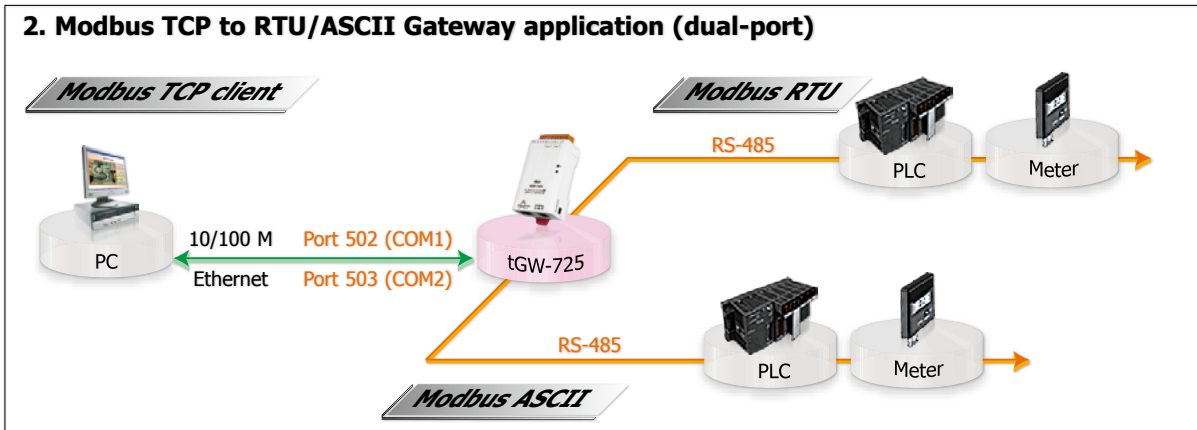 2. Modbus TCP to RTU/ASCII Gateway application (dual-port)
Modbus TCP client
Modbus RTU
RS-485
PLC
Meter
PC
10/100 M
Port 502 (COM1)
Ethernet
Port 503 (COM2)
tGW-725
RS-485
PLC
Meter
Modbus ASCII